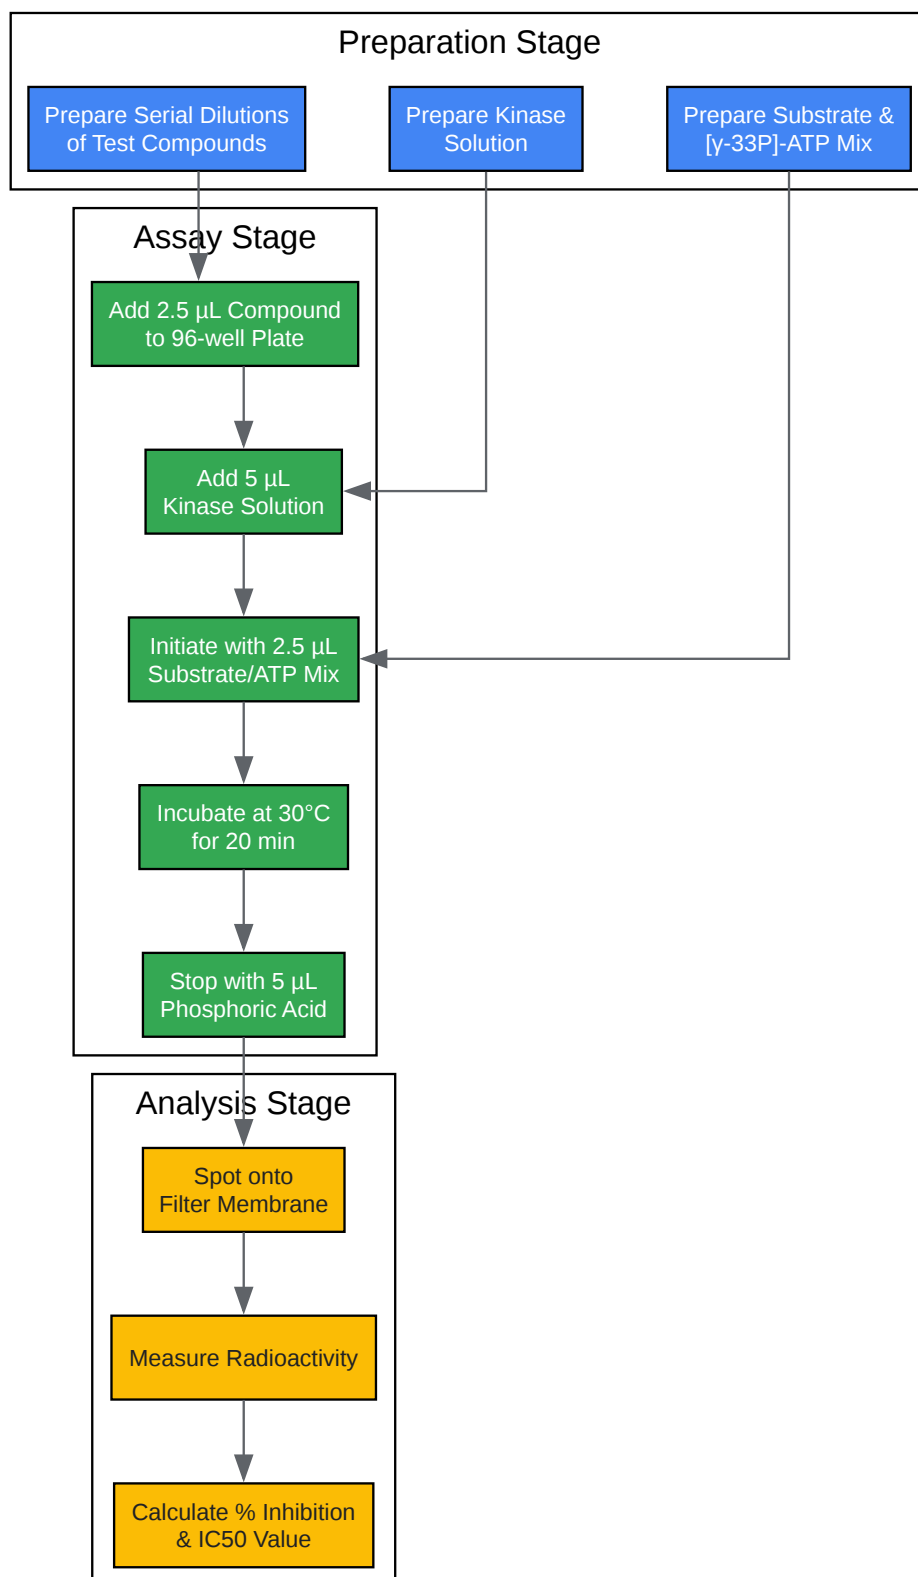 Preparation Stage
Prepare Serial Dilutions
of Test Compounds
Prepare Kinase
Solution
Prepare Substrate &
[γ-33P]-ATP Mix
Assay Stage
Add 2.5 µL Compound
to 96-well Plate
Add 5 µL
Kinase Solution
Initiate with 2.5 µL
Substrate/ATP Mix
Incubate at 30°C
for 20 min
Stop with 5 µL
Phosphoric Acid
Analysis Stage
Spot onto
Filter Membrane
Measure Radioactivity
Calculate % Inhibition
& IC50 Value